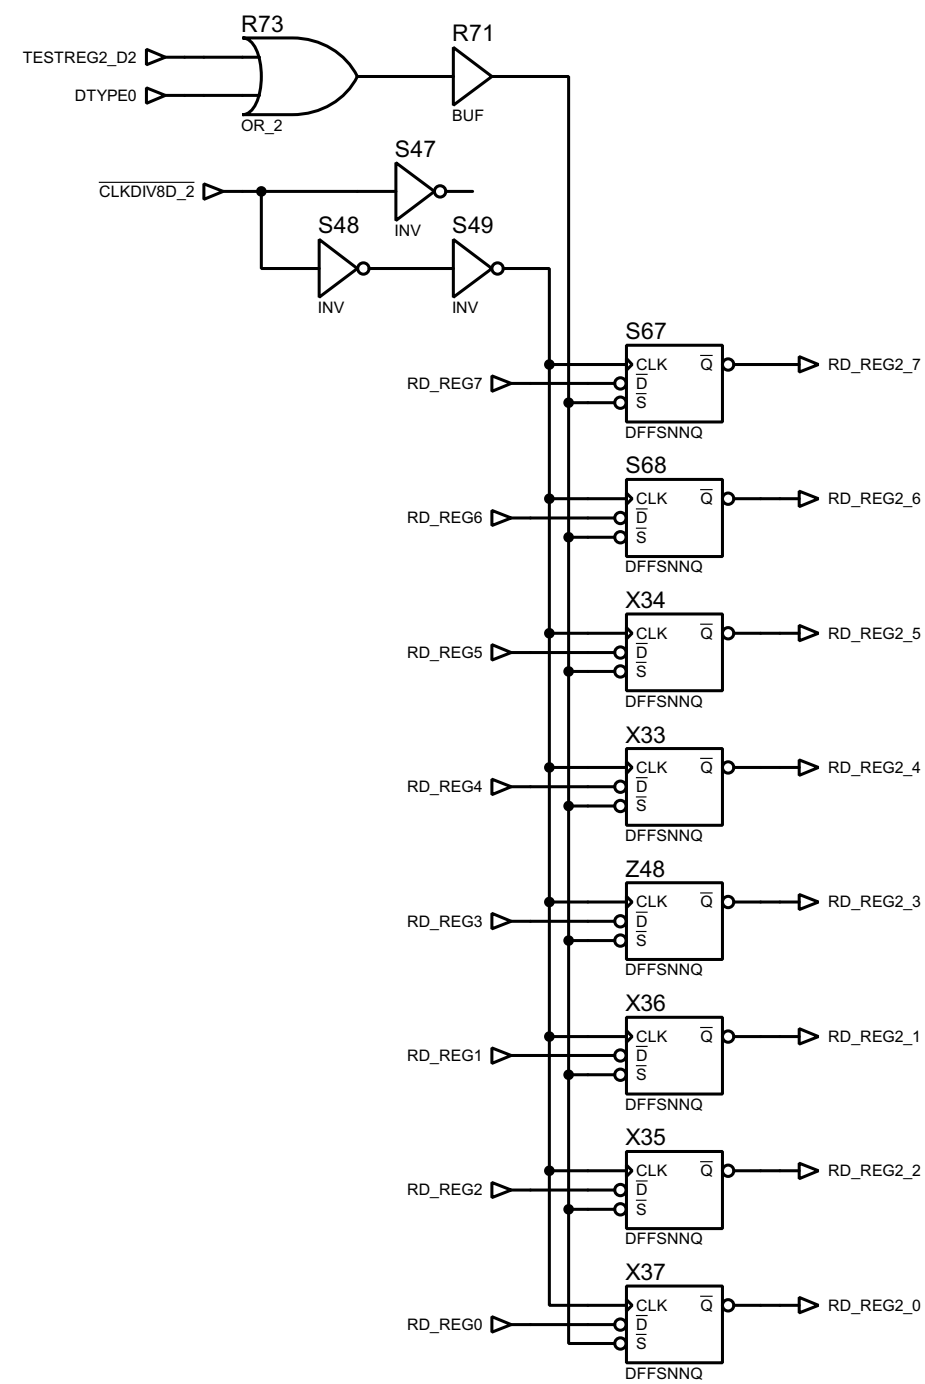 R73
TESTREG2_D2
DTYPE0
OR_2
R71
BUF
CLKDIV8D_2
S47
INV
S48
INV
S49
INV
S67
CLK Q
RD_REG7 D
S
DFFSNNQ
RD_REG2_7
S68
CLK Q
RD_REG6 D
S
DFFSNNQ
RD_REG2_6
X34
CLK Q
RD_REG5 D
S
DFFSNNQ
RD_REG2_5
X33
CLK Q
RD_REG4 D
S
DFFSNNQ
RD_REG2_4
Z48
CLK Q
RD_REG3 D
S
DFFSNNQ
RD_REG2_3
X36
CLK Q
RD_REG1 D
S
DFFSNNQ
RD_REG2_1
X35
CLK Q
RD_REG2 D
S
DFFSNNQ
RD_REG2_2
X37
CLK Q
RD_REG0 D
S
DFFSNNQ
RD_REG2_0